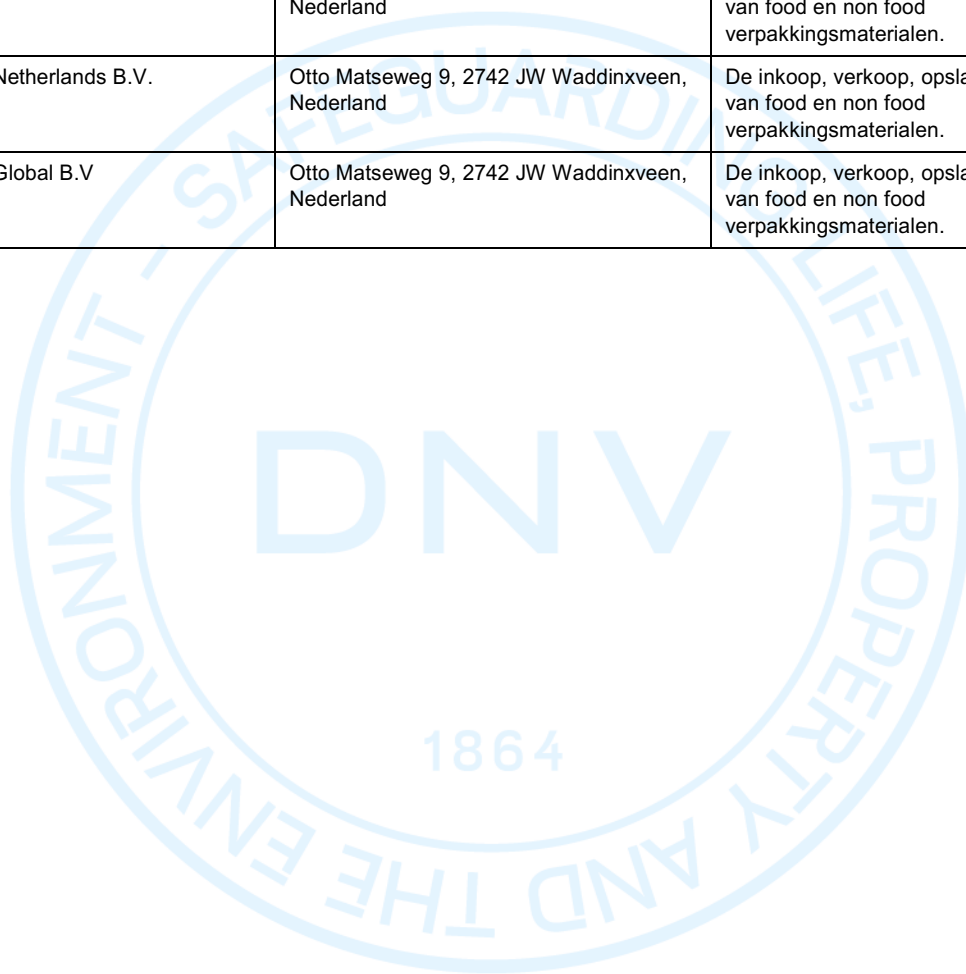 Nederland
van food en non food
verpakkingsmaterialen.
Netherlands B.V.
Otto Matseweg 9, 2742 JW Waddinxveen,
Nederland
De inkoop, verkoop, opsla
van food en non food
verpakkingsmaterialen.
Global B.V
Otto Matseweg 9, 2742 JW Waddinxveen,
Nederland
De inkoop, verkoop, opsla
van food en non food
verpakkingsmaterialen.
SAFEGUARDING LIFE, PROPERTY AND THE ENVIRONMENT –
DNV
1864